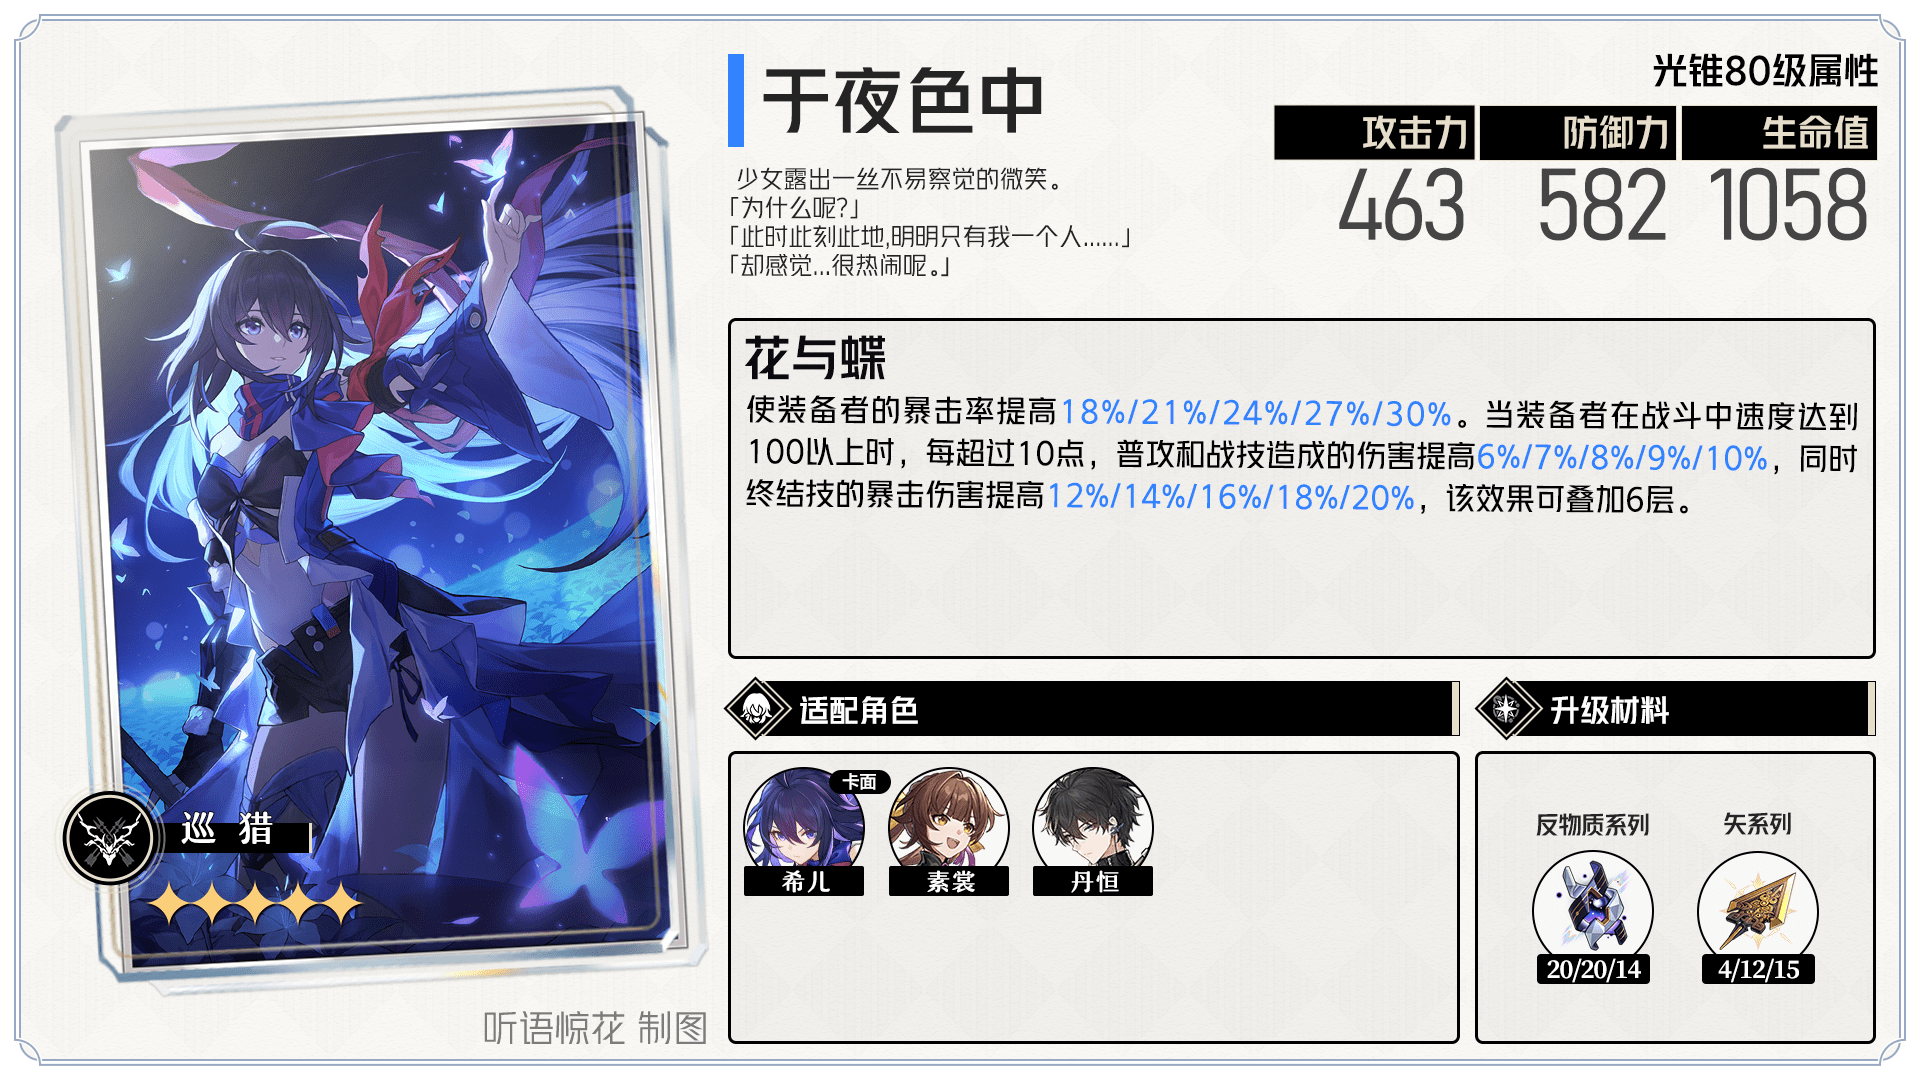 于夜色中
少女露出一丝不易察觉的微笑。
「为什么呢?」
「此时此刻此地,明明只有我一个人......」
「却感觉...很热闹呢。」
光锥80级属性
攻击力 防御力 生命值
463 582 1058
花与蝶
使装备者的暴击率提高18%/21%/24%/27%/30%。当装备者在战斗中速度达到
100以上时，每超过10点，普攻和战技造成的伤害提高6%/7%/8%/9%/10%，同时
终结技的暴击伤害提高12%/14%/16%/18%/20%，该效果可叠加6层。
巡猎
适配角色
卡面
希儿 素裳 丹恒
升级材料
反物质系列 矢系列
20/20/14 4/12/15
听语惊花 制图